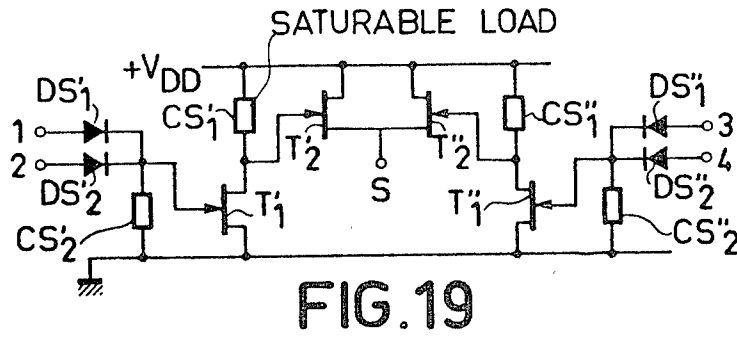 SATURABLE LOAD
+VDD
DS'1
CS'1
T'2
T"2
CS"1
DS"1
1
3
2
S
4
DS'2
T'1
T"1
DS"2
CS'2
CS"2
FIG.19